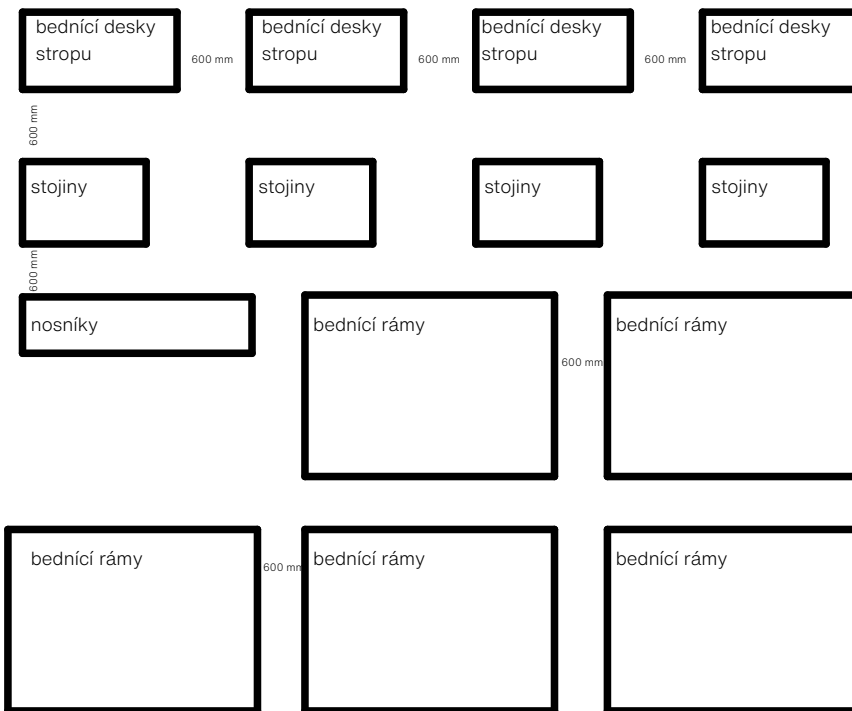 bednící desky
stropu
600 mm
bednící desky
stropu
600 mm
bednící desky
stropu
600 mm
bednící desky
stropu
600 mm
stojiny
stojiny
stojiny
stojiny
600 mm
nosníky
bednící rámy
600 mm
bednící rámy
bednící rámy
600 mm
bednící rámy
bednící rámy